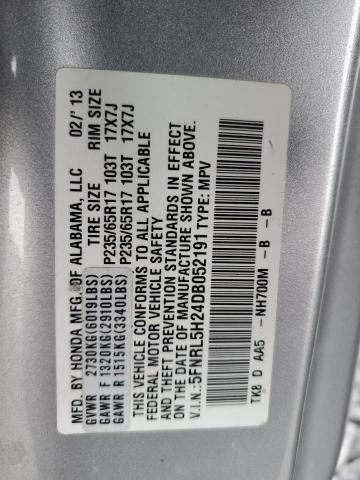 MFD. BY HONDA MFG. OF ALABAMA, LLC 02/'13
TIRE SIZE RIM SIZE
GVWR 2730KG(6019LBS)
GAWR F 1320KG(2910LBS) P235/65R17 103T 17X7J
GAWR R 1515KG(3340LBS) P235/65R17 103T 17X7J
THIS VEHICLE CONFORMS TO ALL APPLICABLE
FEDERAL MOTOR VEHICLE SAFETY
AND THEFT PREVENTION STANDARDS IN EFFECT
ON THE DATE OF MANUFACTURE SHOWN ABOVE.
V.I.N.:5FNRL5H24DB052191 TYPE: MPV
TK8 D AA5 -NH700M -B -B